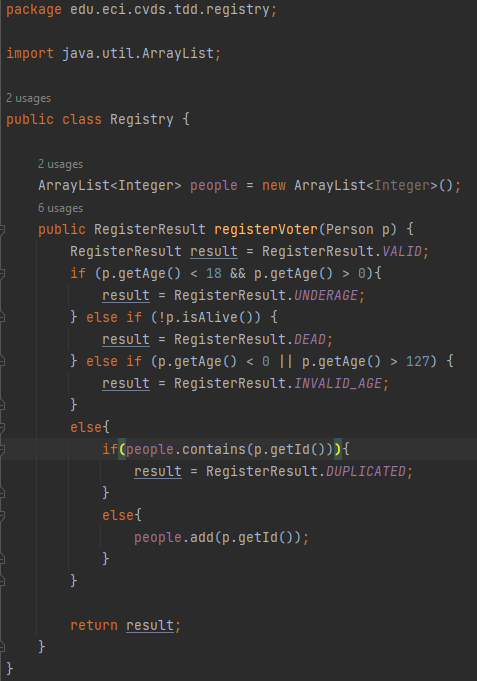 package edu.eci.cvds.tdd.registry;
import java.util.ArrayList;
2 usages
public class Registry {
2 usages
ArrayList<Integer> people = new ArrayList<Integer>();
6 usages
public RegisterResult registerVoter(Person p) {
RegisterResult result = RegisterResult.VALID;
if (p.getAge() < 18 && p.getAge() > 0){
result = RegisterResult.UNDERAGE;
} else if (!p.isAlive()) {
result = RegisterResult.DEAD;
} else if (p.getAge() < 0 || p.getAge() > 127) {
result = RegisterResult.INVALID_AGE;
}
else{
if(people.contains(p.getId())){
result = RegisterResult.DUPLICATED;
}
else{
people.add(p.getId());
}
}
return result;
}
}